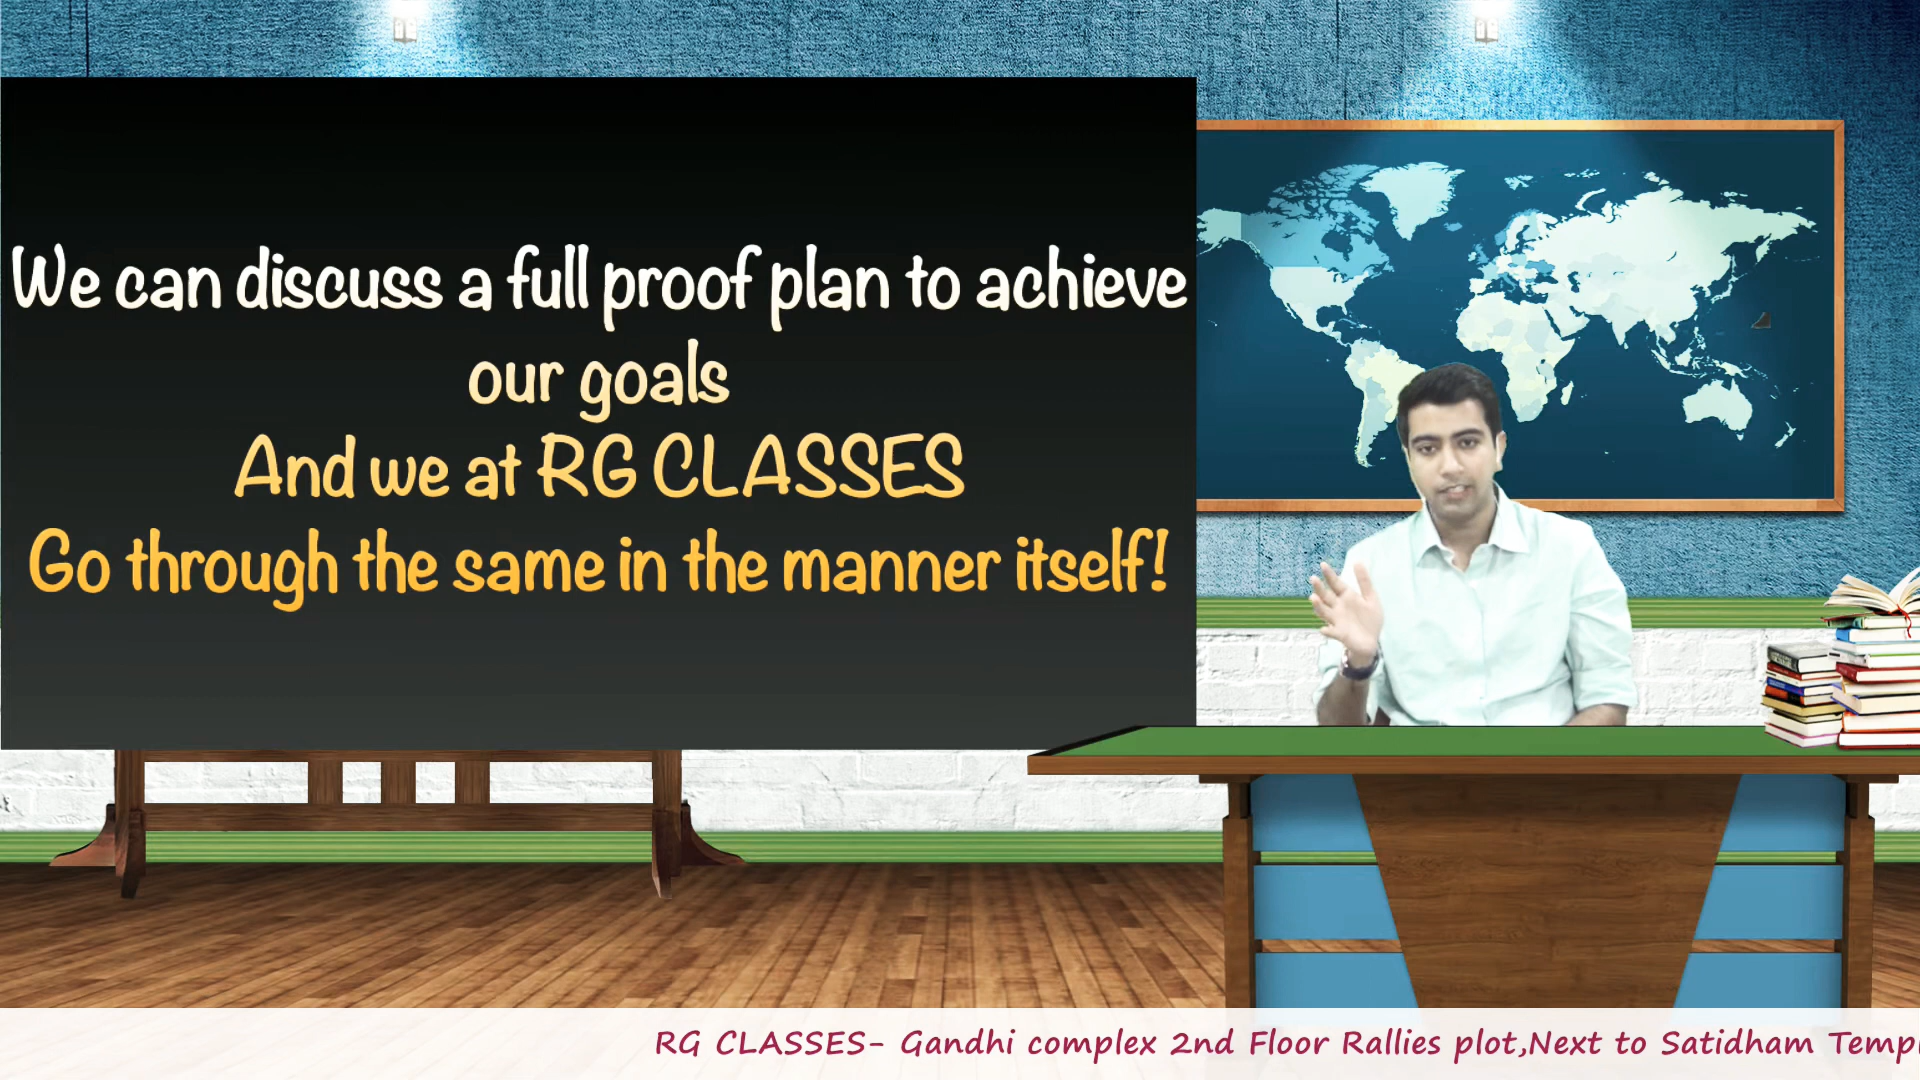 We can discuss a full proof plan to achieve
our goals
And we at RG CLASSES
Go through the same in the manner itself!
RG CLASSES- Gandhi complex 2nd Floor Rallies plot,Next to Satidham